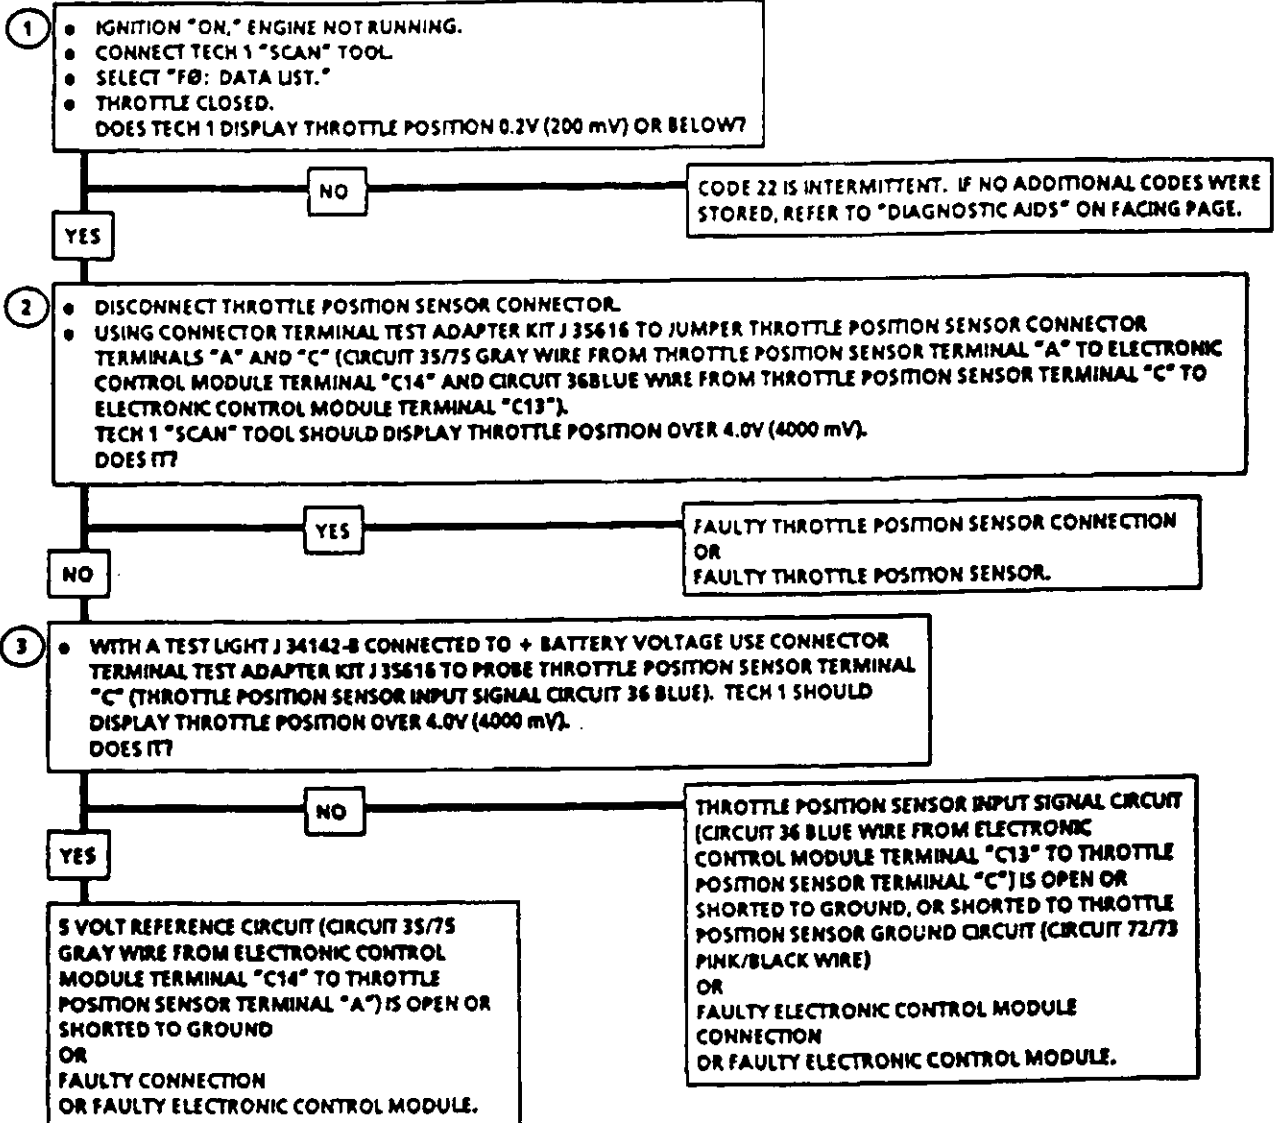 1
• IGNITION "ON," ENGINE NOT RUNNING.
• CONNECT TECH 1 "SCAN" TOOL.
• SELECT "FØ: DATA LIST."
• THROTTLE CLOSED.
DOES TECH 1 DISPLAY THROTTLE POSITION 0.2V (200 mV) OR BELOW?
NO
CODE 22 IS INTERMITTENT. IF NO ADDITIONAL CODES WERE
STORED, REFER TO "DIAGNOSTIC AIDS" ON FACING PAGE.
YES
2
• DISCONNECT THROTTLE POSITION SENSOR CONNECTOR.
• USING CONNECTOR TERMINAL TEST ADAPTER KIT J 35616 TO JUMPER THROTTLE POSITION SENSOR CONNECTOR
TERMINALS "A" AND "C" (CIRCUIT 35/75 GRAY WIRE FROM THROTTLE POSITION SENSOR TERMINAL "A" TO ELECTRONIC
CONTROL MODULE TERMINAL "C14" AND CIRCUIT 36BLUE WIRE FROM THROTTLE POSITION SENSOR TERMINAL "C" TO
ELECTRONIC CONTROL MODULE TERMINAL "C13").
TECH 1 "SCAN" TOOL SHOULD DISPLAY THROTTLE POSITION OVER 4.0V (4000 mV).
DOES IT?
YES
FAULTY THROTTLE POSITION SENSOR CONNECTION
OR
FAULTY THROTTLE POSITION SENSOR.
NO
3
• WITH A TEST LIGHT J 34142-B CONNECTED TO + BATTERY VOLTAGE USE CONNECTOR
TERMINAL TEST ADAPTER KIT J 35616 TO PROBE THROTTLE POSITION SENSOR TERMINAL
"C" (THROTTLE POSITION SENSOR INPUT SIGNAL CIRCUIT 36 BLUE). TECH 1 SHOULD
DISPLAY THROTTLE POSITION OVER 4.0V (4000 mV).
DOES IT?
NO
THROTTLE POSITION SENSOR INPUT SIGNAL CIRCUIT
(CIRCUIT 36 BLUE WIRE FROM ELECTRONIC
CONTROL MODULE TERMINAL "C13" TO THROTTLE
POSITION SENSOR TERMINAL "C") IS OPEN OR
SHORTED TO GROUND, OR SHORTED TO THROTTLE
POSITION SENSOR GROUND CIRCUIT (CIRCUIT 72/73
PINK/BLACK WIRE)
OR
FAULTY ELECTRONIC CONTROL MODULE
CONNECTION
OR FAULTY ELECTRONIC CONTROL MODULE.
YES
5 VOLT REFERENCE CIRCUIT (CIRCUIT 35/75
GRAY WIRE FROM ELECTRONIC CONTROL
MODULE TERMINAL "C14" TO THROTTLE
POSITION SENSOR TERMINAL "A") IS OPEN OR
SHORTED TO GROUND
OR
FAULTY CONNECTION
OR FAULTY ELECTRONIC CONTROL MODULE.